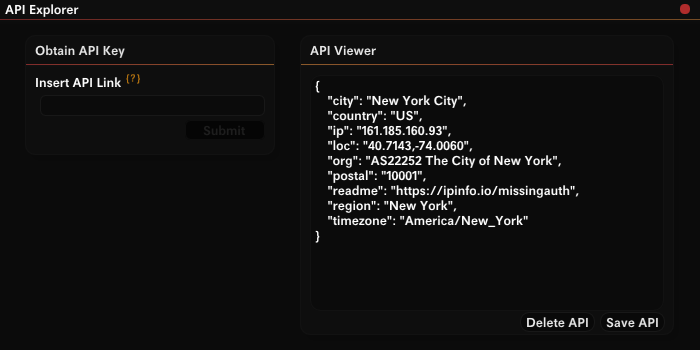 API Explorer
Obtain API Key
Insert API Link (?)
Submit
API Viewer
{
"city": "New York City",
"country": "US",
"ip": "161.185.160.93",
"loc": "40.7143,-74.0060",
"org": "AS22252 The City of New York",
"postal": "10001",
"readme": "https://ipinfo.io/missingauth",
"region": "New York",
"timezone": "America/New_York"
}
Delete API
Save API